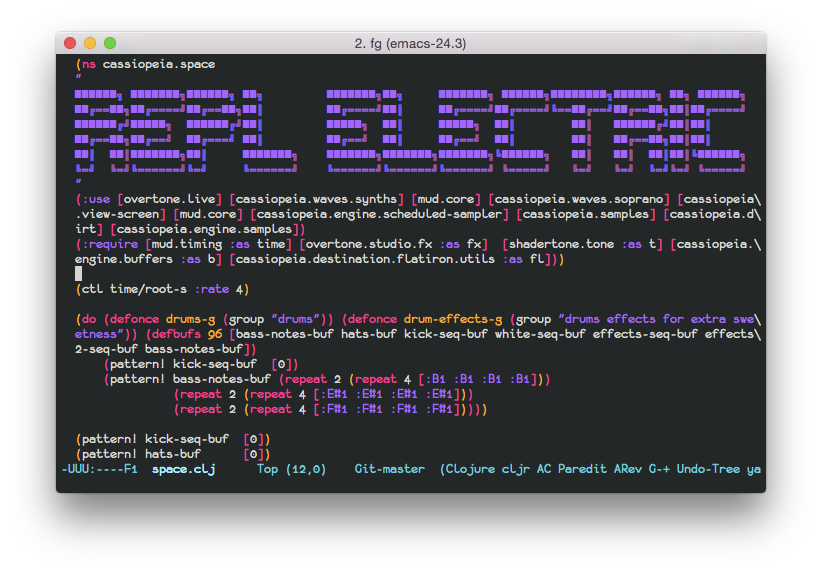 2. fg (emacs-24.3)
(ns cassiopeia.space
"
REPL ELECTRIC
"
(:use [overtone.live] [cassiopeia.waves.synths] [mud.core] [cassiopeia.waves.soprano] [cassiopeia\
.view-screen] [mud.core] [cassiopeia.engine.scheduled-sampler] [cassiopeia.samples] [cassiopeia.d\
irt] [cassiopeia.engine.samples])
(:require [mud.timing :as time] [overtone.studio.fx :as fx]  [shadertone.tone :as t] [cassiopeia.\
engine.buffers :as b] [cassiopeia.destination.flatiron.utils :as fl]))
(ctl time/root-s :rate 4)
(do (defonce drums-g (group "drums")) (defonce drum-effects-g (group "drums effects for extra swe\
etness")) (defbufs 96 [bass-notes-buf hats-buf kick-seq-buf white-seq-buf effects-seq-buf effects\
2-seq-buf bass-notes-buf])
(pattern! kick-seq-buf  [0])
(pattern! bass-notes-buf (repeat 2 (repeat 4 [:B1 :B1 :B1 :B1]))
(repeat 2 (repeat 4 [:E#1 :E#1 :E#1 :E#1]))
(repeat 2 (repeat 4 [:F#1 :F#1 :F#1 :F#1]))))
(pattern! kick-seq-buf  [0])
(pattern! hats-buf      [0])
-UUU:----F1  space.clj      Top (12,0)    Git-master  (Clojure cljr AC Paredit ARev G-+ Undo-Tree ya